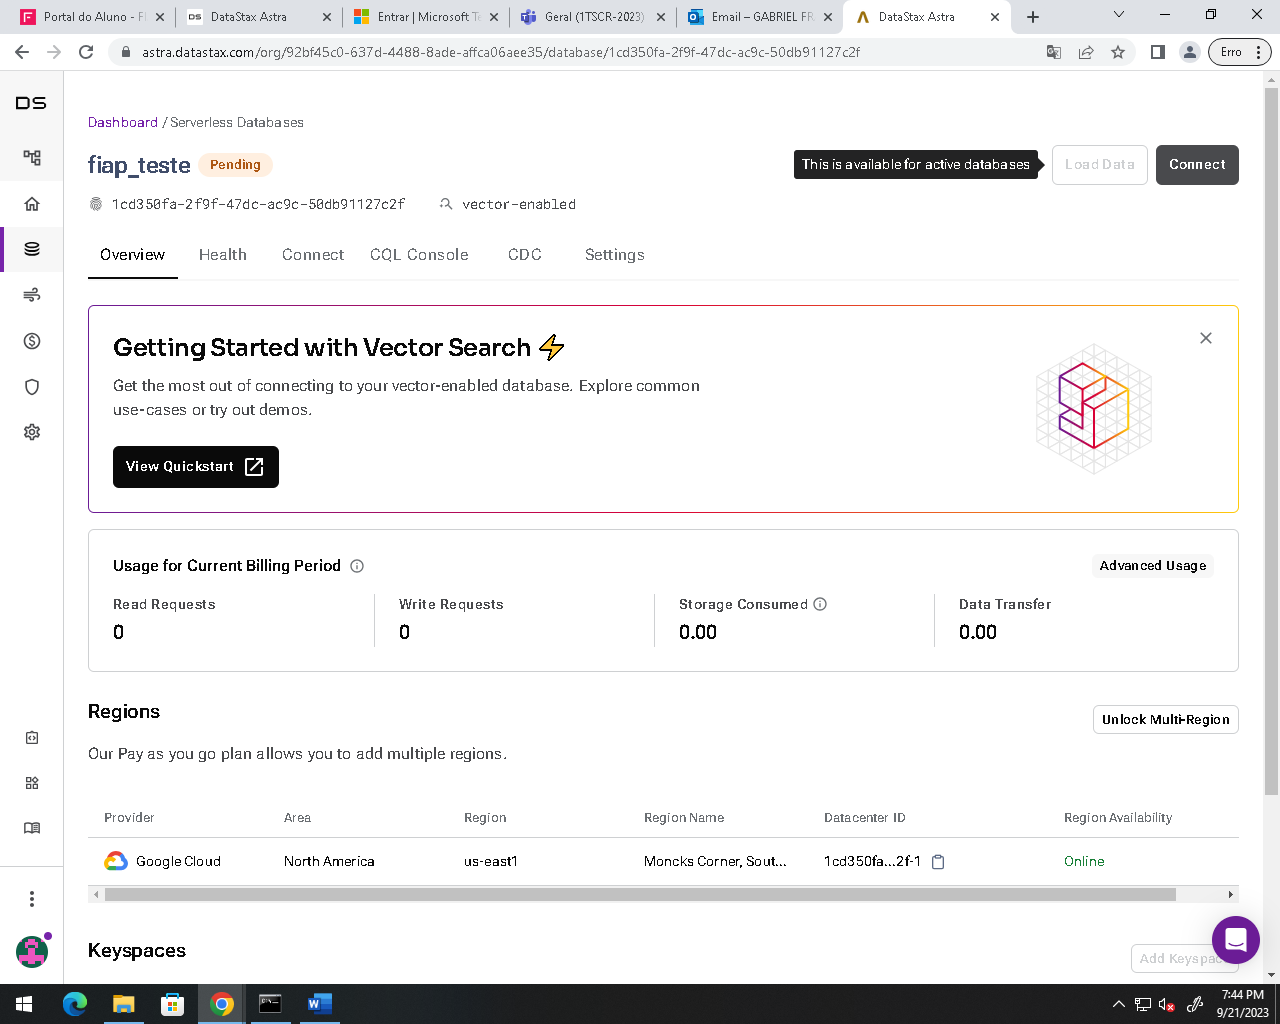 Portal do Aluno - F
DataStax Astra
Entrar | Microsoft Te
Geral (1TSCR-2023)
Email – GABRIEL FR
DataStax Astra
astra.datastax.com/org/92bf45c0-637d-4488-8ade-affca06aee35/database/1cd350fa-2f9f-47dc-ac9c-50db91127c2f
Erro
DS
Dashboard / Serverless Databases
fiap_teste Pending
This is available for active databases
Load Data
Connect
1cd350fa-2f9f-47dc-ac9c-50db91127c2f vector-enabled
Overview Health Connect CQL Console CDC Settings
Getting Started with Vector Search ⚡
Get the most out of connecting to your vector-enabled database. Explore common
use-cases or try out demos.
View Quickstart
Usage for Current Billing Period
Advanced Usage
Read Requests Write Requests Storage Consumed Data Transfer
0 0 0.00 0.00
Regions
Unlock Multi-Region
Our Pay as you go plan allows you to add multiple regions.
Provider Area Region Region Name Datacenter ID Region Availability
Google Cloud North America us-east1 Moncks Corner, Sout... 1cd350fa...2f-1 Online
Keyspaces
Add Keyspac
7:44 PM
9/21/2023